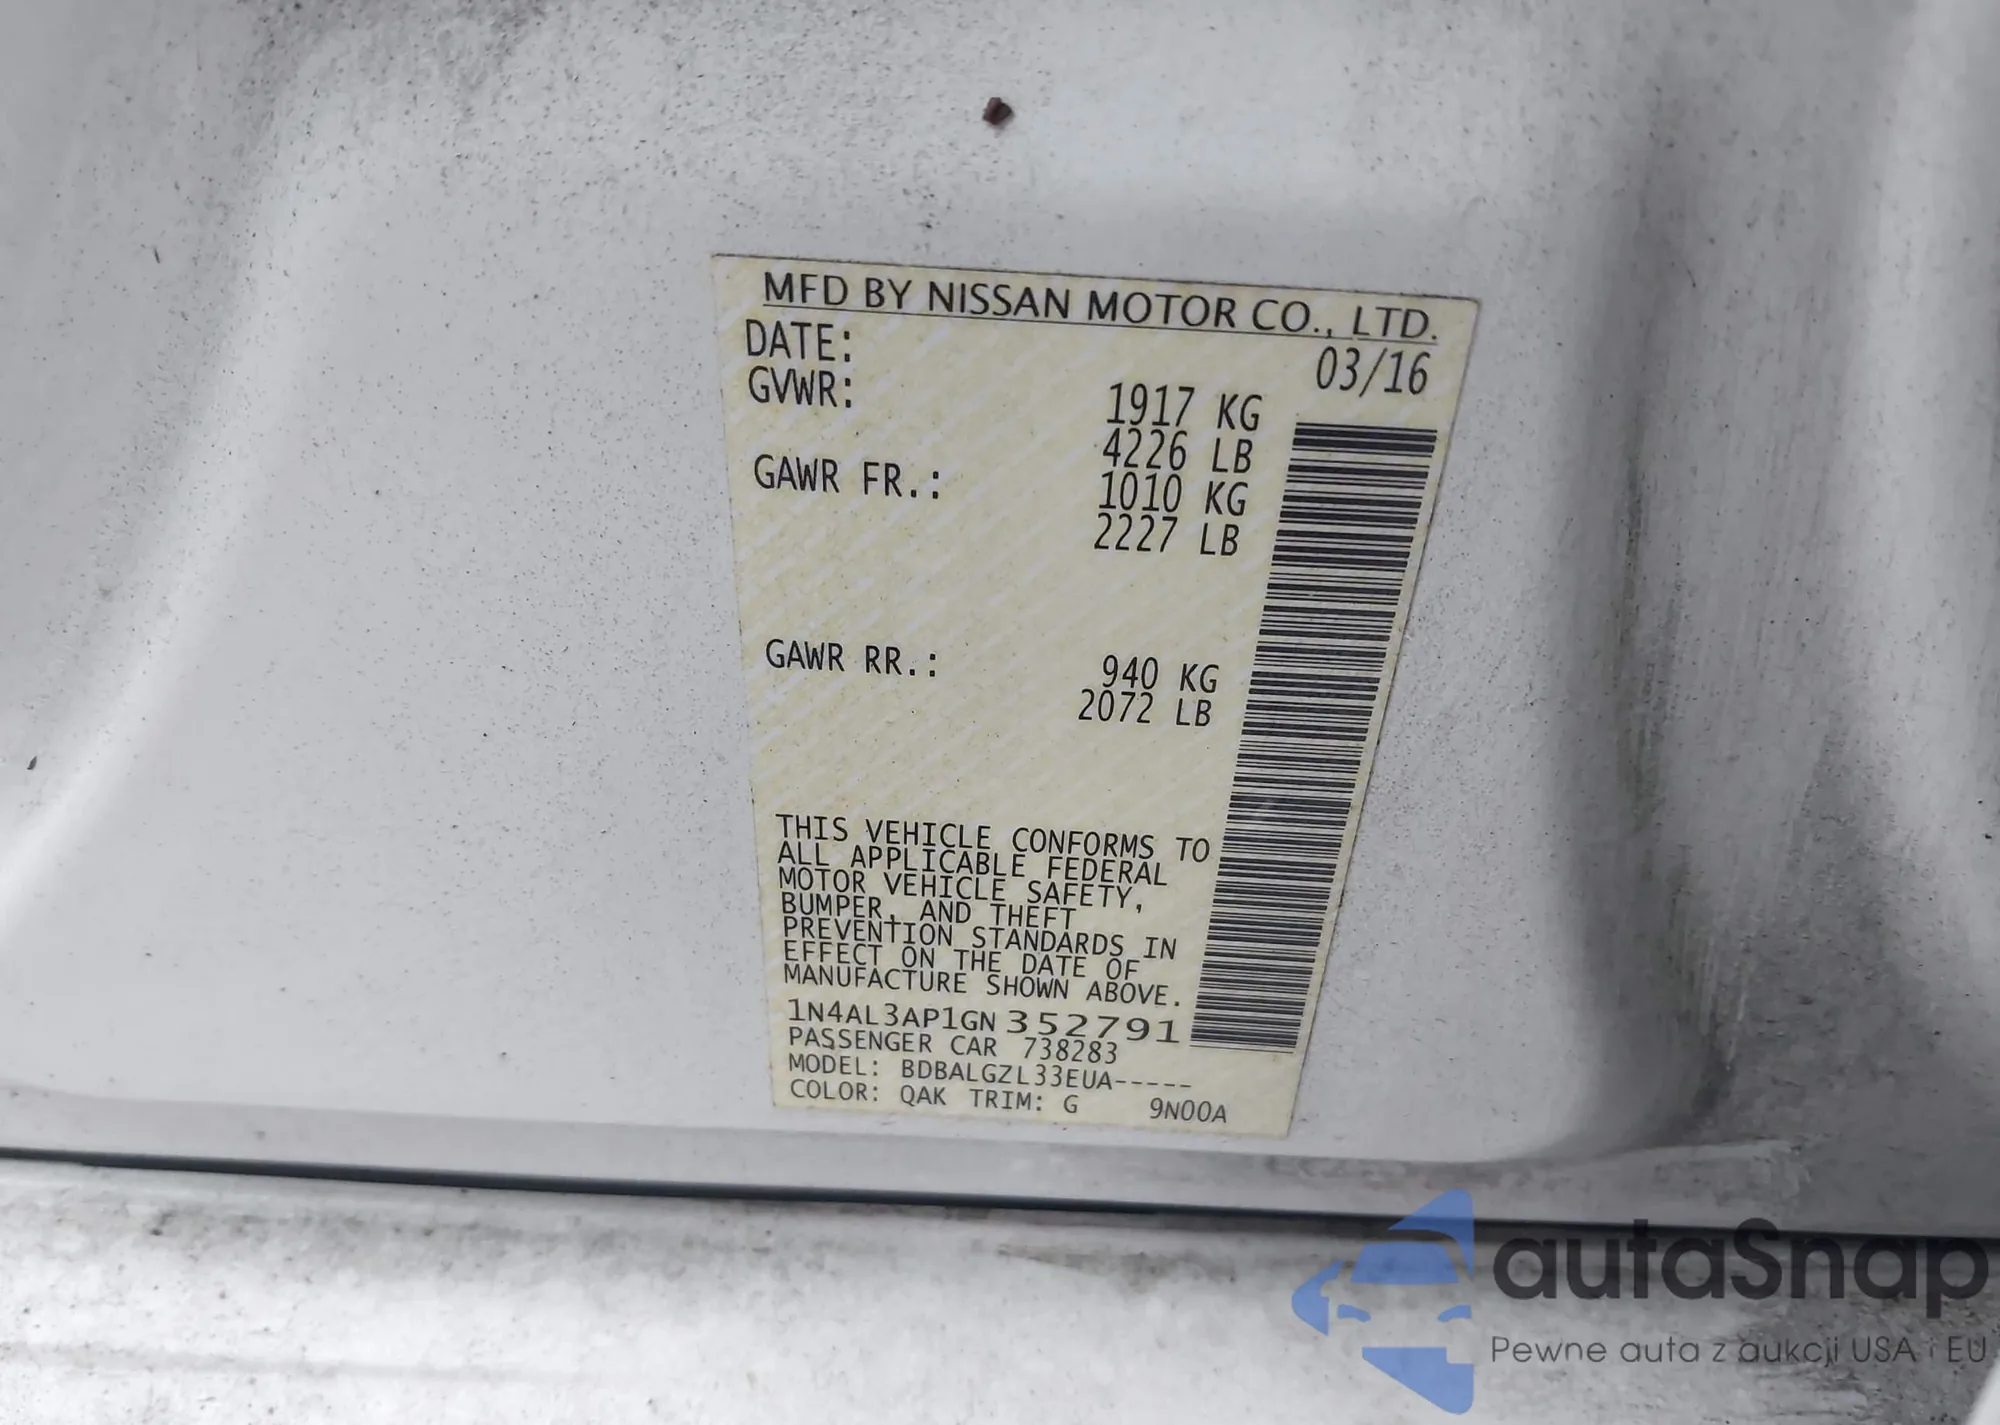 MFD BY NISSAN MOTOR CO., LTD.
DATE: 03/16
GVWR: 1917 KG
4226 LB
GAWR FR.: 1010 KG
2227 LB
GAWR RR.: 940 KG
2072 LB
THIS VEHICLE CONFORMS TO
ALL APPLICABLE FEDERAL
MOTOR VEHICLE SAFETY,
BUMPER, AND THEFT
PREVENTION STANDARDS IN
EFFECT ON THE DATE OF
MANUFACTURE SHOWN ABOVE.
1N4AL3AP1GN352791
PASSENGER CAR 738283
MODEL: BDBALGZL33EUA-----
COLOR: QAK TRIM: G 9N00A
autaSnap
Pewne auta z aukcji USA i EU